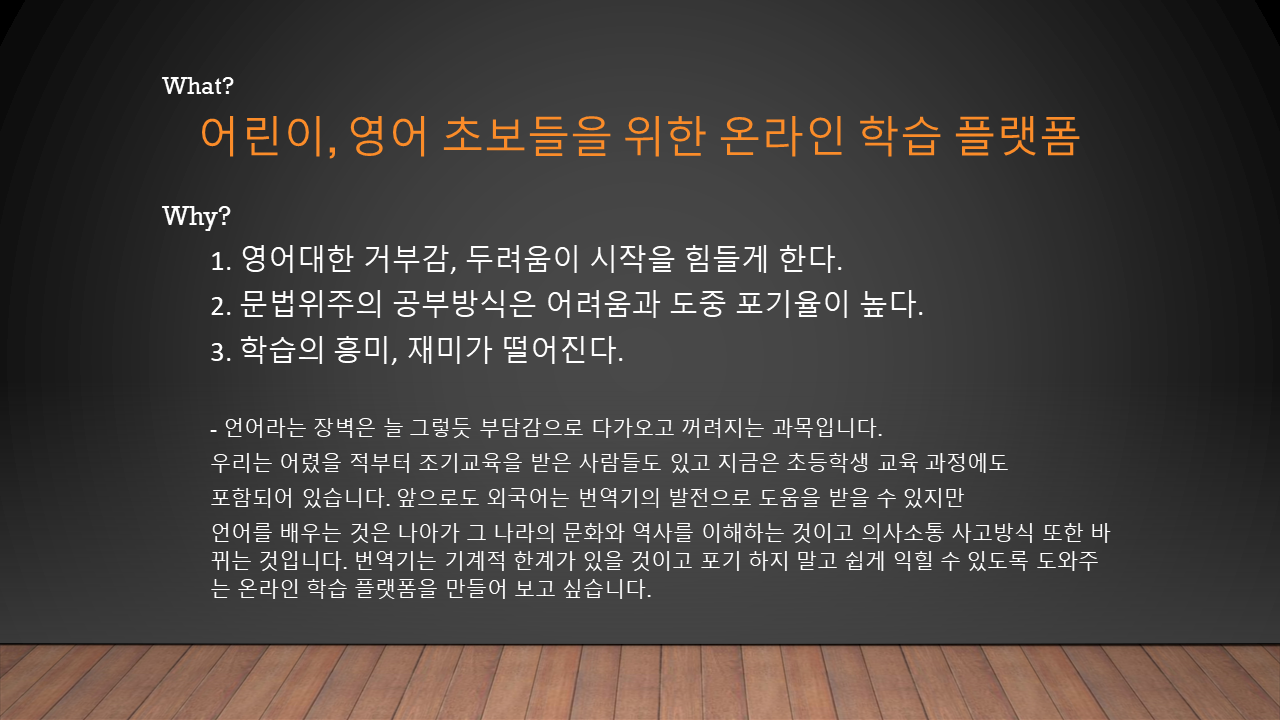 What?
어린이, 영어 초보들을 위한 온라인 학습 플랫폼
Why?
1. 영어대한 거부감, 두려움이 시작을 힘들게 한다.
2. 문법위주의 공부방식은 어려움과 도중 포기율이 높다.
3. 학습의 흥미, 재미가 떨어진다.
- 언어라는 장벽은 늘 그렇듯 부담감으로 다가오고 꺼려지는 과목입니다.
우리는 어렸을 적부터 조기교육을 받은 사람들도 있고 지금은 초등학생 교육 과정에도
포함되어 있습니다. 앞으로도 외국어는 번역기의 발전으로 도움을 받을 수 있지만
언어를 배우는 것은 나아가 그 나라의 문화와 역사를 이해하는 것이고 의사소통 사고방식 또한 바
뀌는 것입니다. 번역기는 기계적 한계가 있을 것이고 포기 하지 말고 쉽게 익힐 수 있도록 도와주
는 온라인 학습 플랫폼을 만들어 보고 싶습니다.